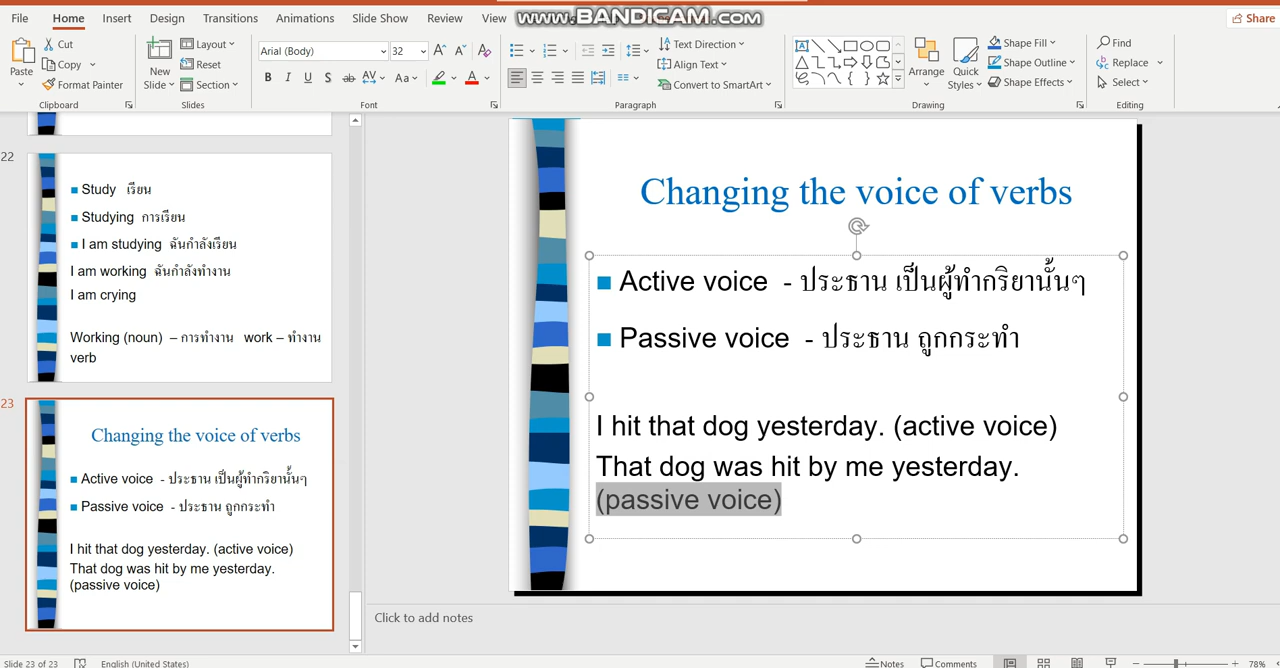 www.BANDICAM.com
File Home Insert Design Transitions Animations Slide Show Review View Share
Paste Cut Copy Format Painter Clipboard
New Slide Layout Reset Section Slides
Arial (Body) 32 Font
Text Direction Align Text Convert to SmartArt Paragraph
Arrange Quick Styles Shape Fill Shape Outline Shape Effects Drawing
Find Replace Select Editing
22
Study เรียน
Studying การเรียน
I am studying ฉันกำลังเรียน
I am working ฉันกำลังทำงาน
I am crying
Working (noun) – การทำงาน work – ทำงาน
verb
23
Changing the voice of verbs
Active voice - ประธาน เป็นผู้ทำกริยานั้นๆ
Passive voice - ประธาน ถูกกระทำ
I hit that dog yesterday. (active voice)
That dog was hit by me yesterday.
(passive voice)
Changing the voice of verbs
Active voice - ประธาน เป็นผู้ทำกริยานั้นๆ
Passive voice - ประธาน ถูกกระทำ
I hit that dog yesterday. (active voice)
That dog was hit by me yesterday.
(passive voice)
Click to add notes
Slide 23 of 23 English (United States) Notes Comments 78%